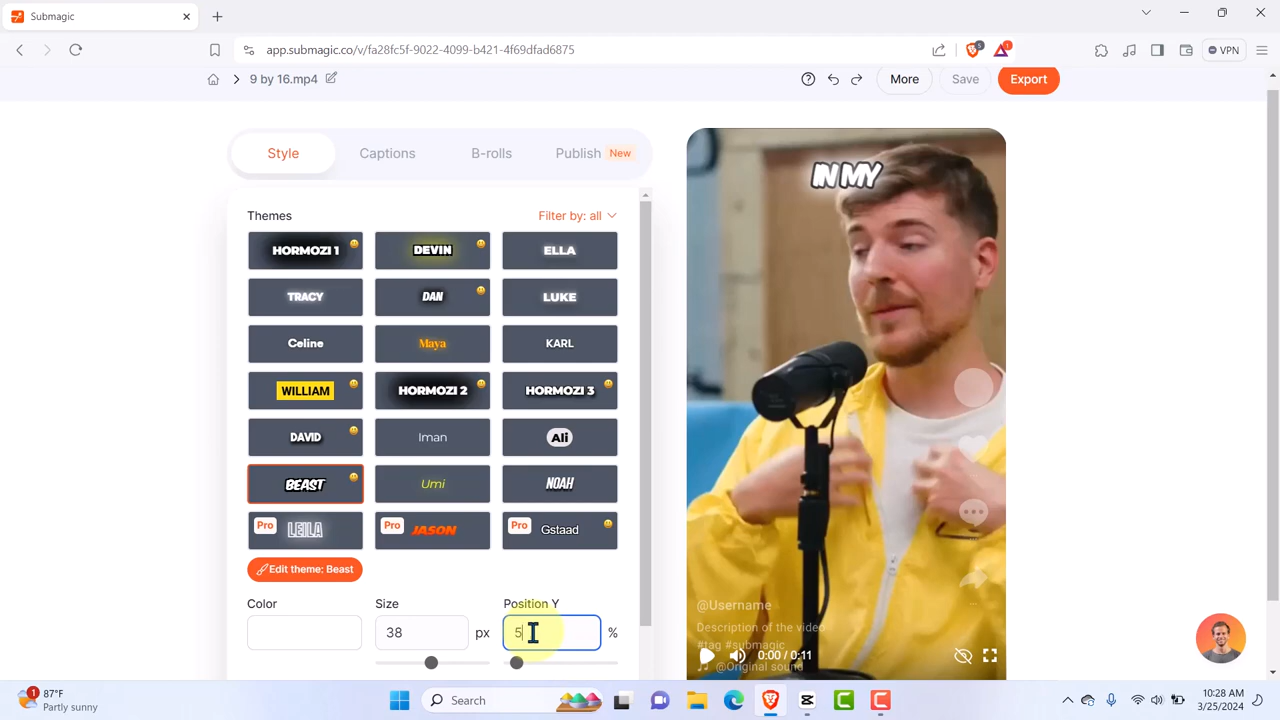 Submagic
app.submagic.co/v/fa28fc5f-9022-4099-b421-4f69dfad6875
5
1
VPN
9 by 16.mp4
More
Save
Export
Style
Captions
B-rolls
Publish New
Themes
Filter by: all
HORMOZI 1
DEVIN
ELLA
TRACY
DAN
LUKE
Celine
Maya
KARL
WILLIAM
HORMOZI 2
HORMOZI 3
DAVID
Iman
Ali
BEAST
Umi
NOAH
Pro LEILA
Pro JASON
Pro Gstaad
Edit theme: Beast
Color
Size
Position Y
38 px
5 %
IN MY
@Username
Description of the video
#tag #submagic
@Original sound
0:00 / 0:11
1
87°F
Partly sunny
Search
10:28 AM
3/25/2024